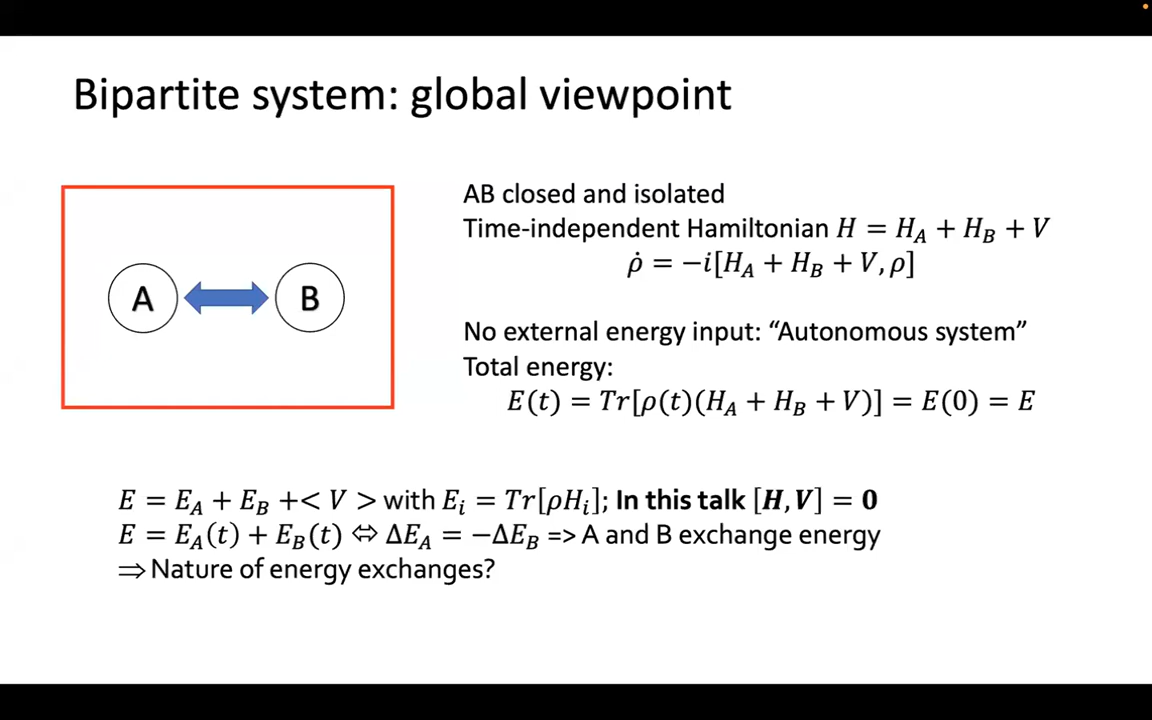 Bipartite system: global viewpoint
A
B
AB closed and isolated
Time-independent Hamiltonian H = H_A + H_B + V
ρ̇ = −i[H_A + H_B + V, ρ]
No external energy input: “Autonomous system”
Total energy:
E(t) = Tr[ρ(t)(H_A + H_B + V)] = E(0) = E
E = E_A + E_B +< V > with E_i = Tr[ρH_i]; In this talk [H, V] = 0
E = E_A(t) + E_B(t) ⇔ ΔE_A = −ΔE_B => A and B exchange energy
⇒ Nature of energy exchanges?